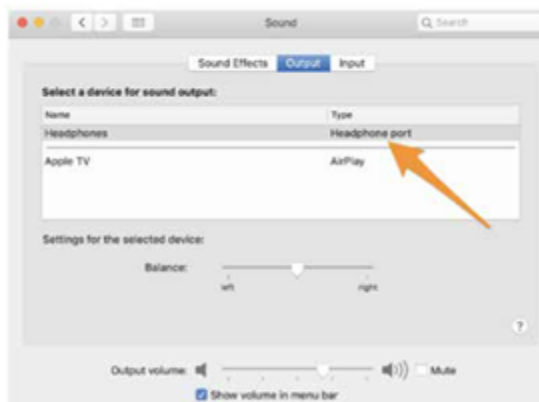 Sound
Search
Sound Effects Output Input
Select a device for sound output:
Name Type
Headphones Headphone port
Apple TV AirPlay
Settings for the selected device:
Balance:
left right
?
Output volume: Mute
Show volume in menu bar